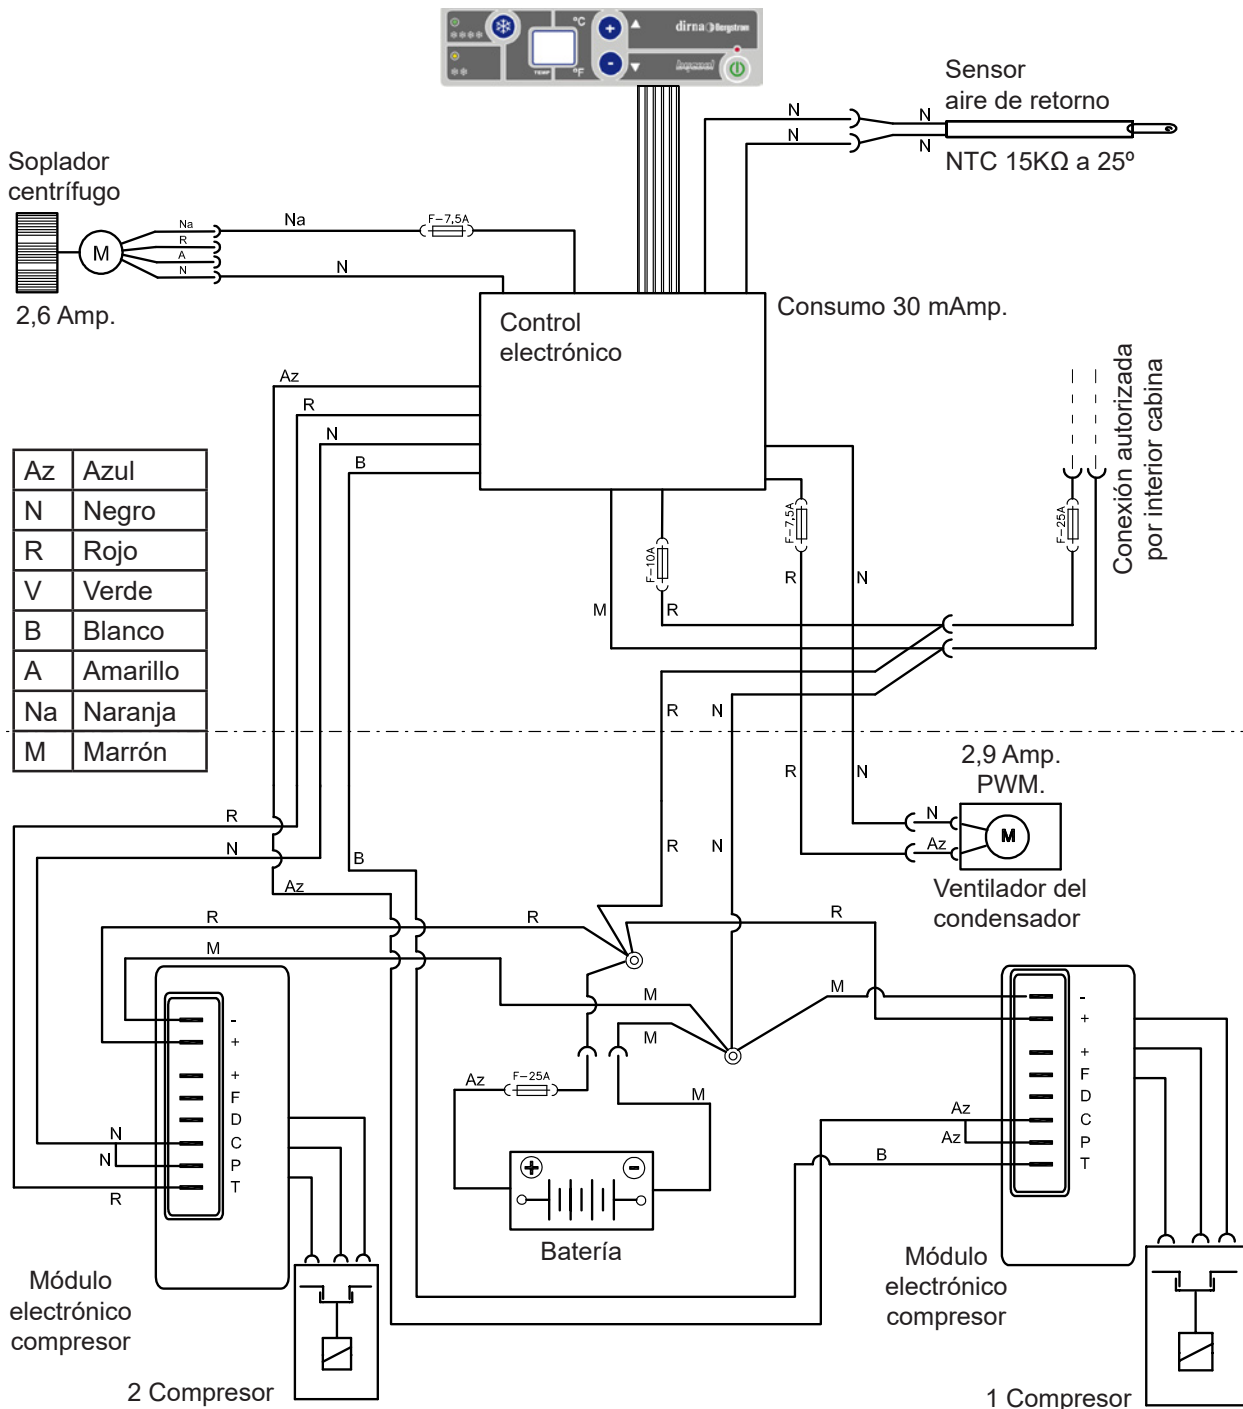 °C
°F
TEMP
+
-
dirna Bergstrom
Sensor
aire de retorno
NTC 15KΩ a 25º
N
N
N
N
Soplador
centrífugo
M
Na
R
A
N
Na
F-7,5A
N
2,6 Amp.
Control
electrónico
Consumo 30 mAmp.
Conexión autorizada
por interior cabina
Az
R
N
B
Az Azul
N Negro
R Rojo
V Verde
B Blanco
A Amarillo
Na Naranja
M Marrón
F-10A
F-7,5A
F-25A
M
R
R
N
R
N
R
N
2,9 Amp.
PWM.
N
Az
M
Ventilador del
condensador
R
N
B
Az
R
N
R
R
R
M
M
M
M
Az
F-25A
M
-
+
+
F
D
C
P
T
N
N
R
-
+
+
F
D
C
P
T
Az
Az
B
+
-
Batería
Módulo
electrónico
compresor
2 Compresor
Módulo
electrónico
compresor
1 Compresor